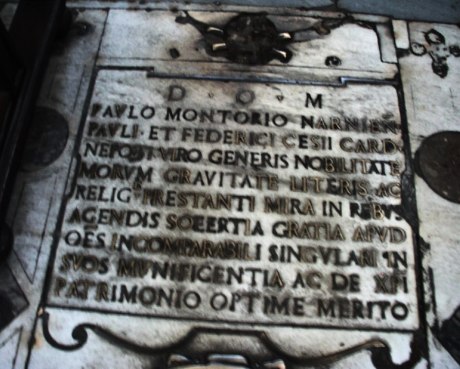 D O M
PAVLO MONTORIO NARNIEN
PAVLI ET FEDERICI CESII CARD
NEPOTI VIRO GENERIS NOBILITATE
MORVM GRAVITATE LITERIS AC
RELIG PRESTANTI MIRA IN REBVS
AGENDIS SOLERTIA GRATIA APVD
OES INCOMPARABILI SINGVLARI IN
SVOS MVNIFICENTIA AC DE XPI
PATRIMONIO OPTIME MERITO